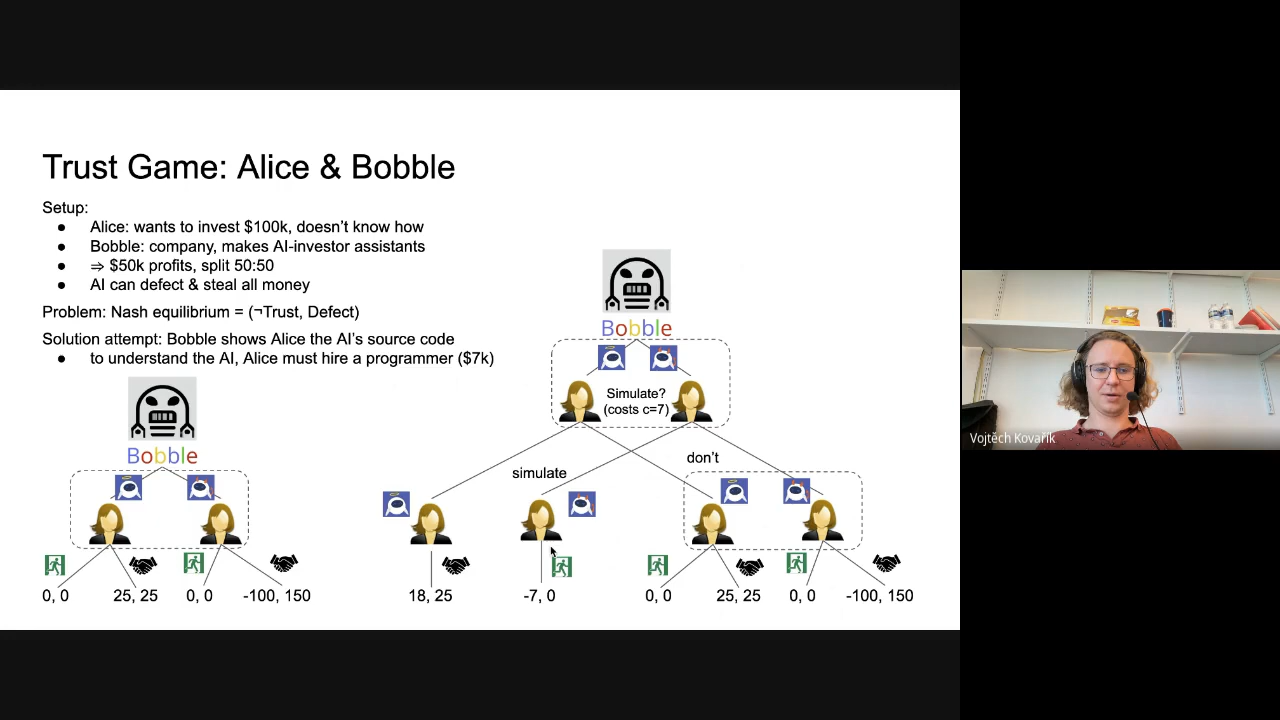 Trust Game: Alice & Bobble
Setup:
● Alice: wants to invest $100k, doesn't know how
● Bobble: company, makes AI-investor assistants
● ⇒ $50k profits, split 50:50
● AI can defect & steal all money
Problem: Nash equilibrium = (¬Trust, Defect)
Solution attempt: Bobble shows Alice the AI's source code
● to understand the AI, Alice must hire a programmer ($7k)
Bobble
0, 0
25, 25
0, 0
-100, 150
Bobble
Simulate?
(costs c=7)
simulate
don't
18, 25
-7, 0
0, 0
25, 25
0, 0
-100, 150
Vojtěch Kovařík